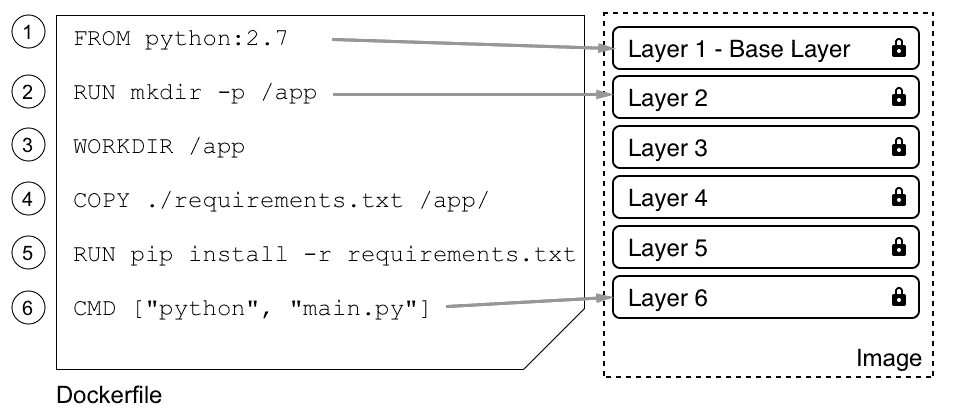 1 FROM python:2.7
2 RUN mkdir -p /app
3 WORKDIR /app
4 COPY ./requirements.txt /app/
5 RUN pip install -r requirements.txt
6 CMD ["python", "main.py"]
Dockerfile
Layer 1 - Base Layer
Layer 2
Layer 3
Layer 4
Layer 5
Layer 6
Image